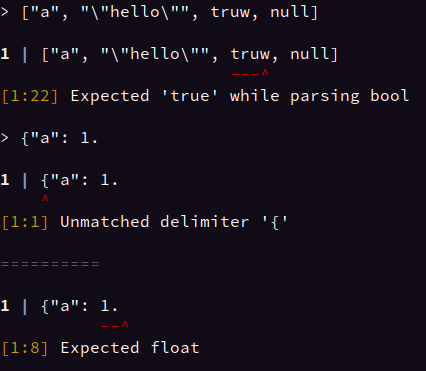 > ["a", "\"hello\"", truw, null]
1 | ["a", "\"hello\"", truw, null]
~~~^
[1:22] Expected 'true' while parsing bool
> {"a": 1.
1 | {"a": 1.
^
[1:1] Unmatched delimiter '{'
==========
1 | {"a": 1.
~~^
[1:8] Expected float